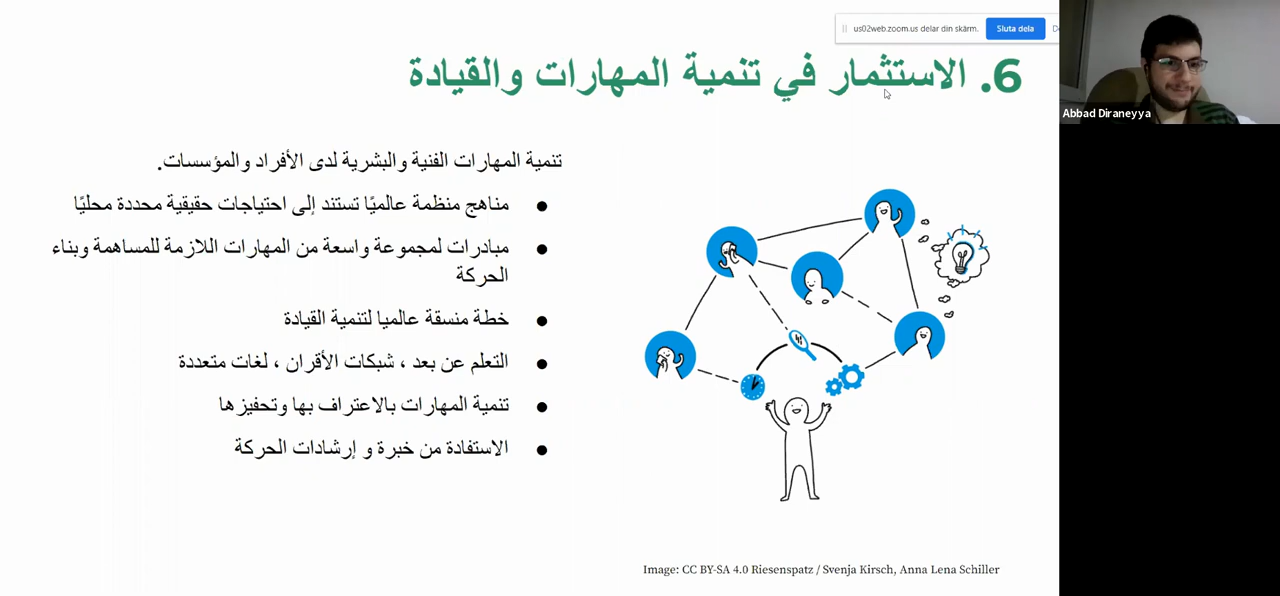 us02web.zoom.us delar din skärm.
Sluta dela
Abbad Diraneyya
6. الاستثمار في تنمية المهارات والقيادة
تنمية المهارات الفنية والبشرية لدى الأفراد والمؤسسات.
● مناهج منظمة عالميًا تستند إلى احتياجات حقيقية محددة محليًا
● مبادرات لمجموعة واسعة من المهارات اللازمة للمساهمة وبناء
الحركة
● خطة منسقة عالميا لتنمية القيادة
● التعلم عن بعد ، شبكات الأقران ، لغات متعددة
● تنمية المهارات بالاعتراف بها وتحفيزها
● الاستفادة من خبرة و إرشادات الحركة
Image: CC BY-SA 4.0 Riesenspatz / Svenja Kirsch, Anna Lena Schiller